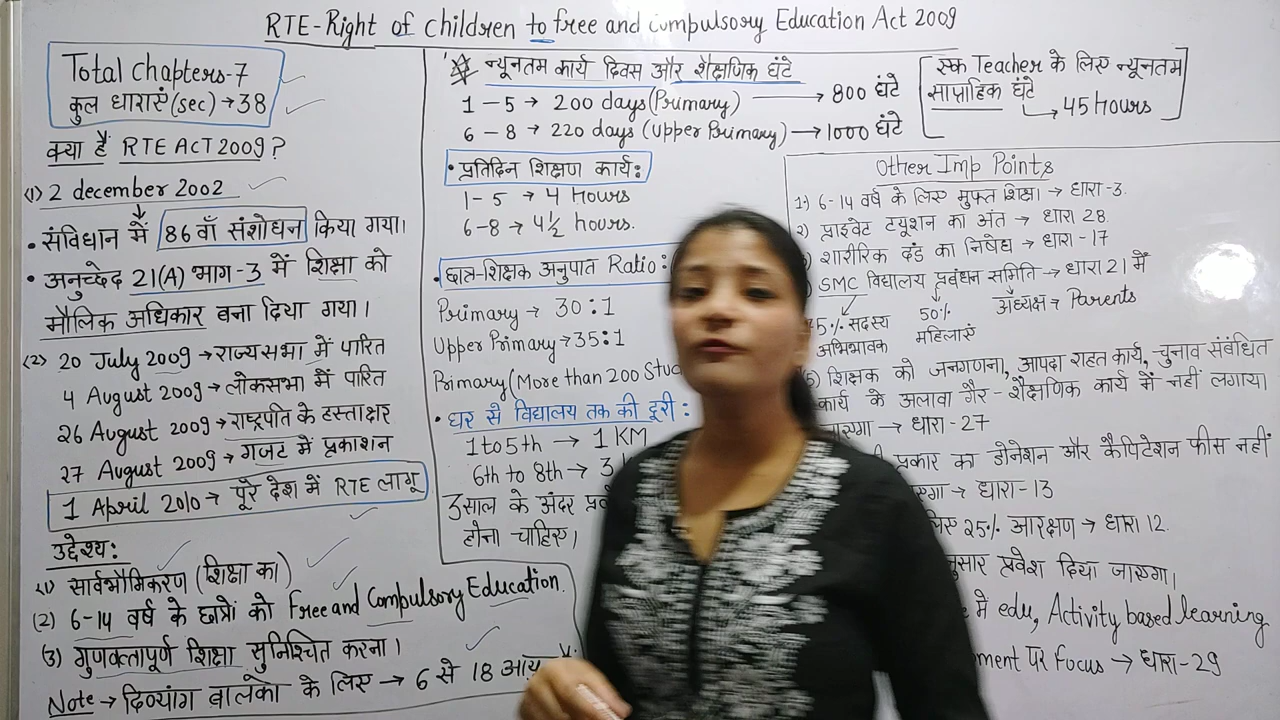 RTE-Right of children to free and compulsory Education Act 2009
Total Chapters-7
कुल धाराएं (sec) → 38
क्या है RTE ACT 2009?
(1) 2 december 2002
• संविधान में 86 वाँ संशोधन किया गया।
• अनुच्छेद 21(A) भाग-3 में शिक्षा को
मौलिक अधिकार बना दिया गया।
(2) 20 July 2009 → राज्यसभा में पारित
4 August 2009 → लोकसभा में पारित
26 August 2009 → राष्ट्रपति के हस्ताक्षर
27 August 2009 → गजट में प्रकाशन
1 April 2010 → पूरे देश में RTE लागू
उद्देश्य:
(1) सार्वभौमिकरण (शिक्षा का)
(2) 6-14 वर्ष के छात्रों को Free and Compulsory Education.
(3) गुणवत्तापूर्ण शिक्षा सुनिश्चित करना।
Note → दिव्यांग बालको के लिए → 6 से 18
न्यूनतम कार्य दिवस और शैक्षणिक घंटे
1 - 5 → 200 days (Primary) → 800 घंटे
6 - 8 → 220 days (Upper Primary) → 1000 घंटे
• प्रतिदिन शिक्षण कार्य:
1- 5 → 4 Hours
6-8 → 4½ hours.
• छात्र-शिक्षक अनुपात Ratio:
Primary → 30:1
Upper Primary → 35:1
Primary (More than 200
• घर से विद्यालय तक की दूरी:
1 to 5th → 1 KM
6th to 8th → 3
3 साल के अंदर
होना चाहिए।
एक Teacher के लिए न्यूनतम
साप्ताहिक घंटे
→ 45 Hours
Other Imp Points
1) 6-14 वर्ष के लिए मुफ्त शिक्षा → धारा-3.
२) प्राइवेट ट्यूशन का अंत → धारा 28.
शारीरिक दंड का निषेध → धारा-17
SMC विद्यालय प्रबंधन समिति → धारा 21 में
5% सदस्य
अभिभावक
50%
महिलाएं
अध्यक्ष → Parents
5) शिक्षक को जनगणना, आपदा राहत कार्य, चुनाव संबंधित
कार्य के अलावा गैर-शैक्षणिक कार्य में नहीं लगाया
जाएगा → धारा-27
प्रकार का डोनेशन और कैपिटेशन फीस नहीं
→ धारा-13
25% आरक्षण → धारा 12.
प्रवेश दिया जाएगा।
में edu, Activity based learning
पर Focus → धारा-29